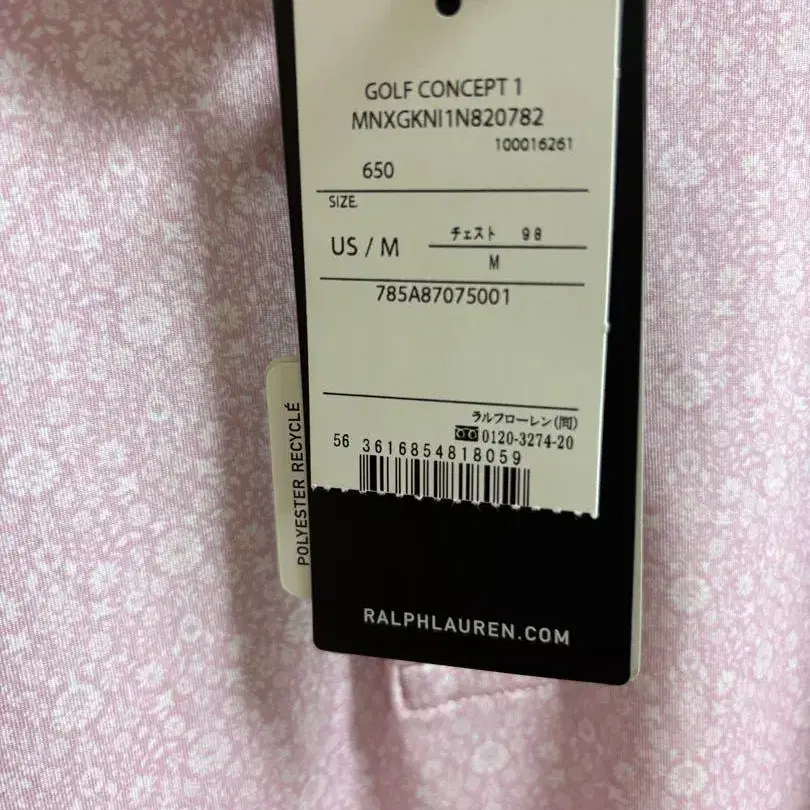 GOLF CONCEPT 1
MNXGKNI1N820782
100016261
650
SIZE
US / M
チェスト 98
M
785A87075001
ラルフローレン(問)
0120-3274-20
56 3616854818059
POLYESTER RECYCLÉ
RALPHLAUREN.COM